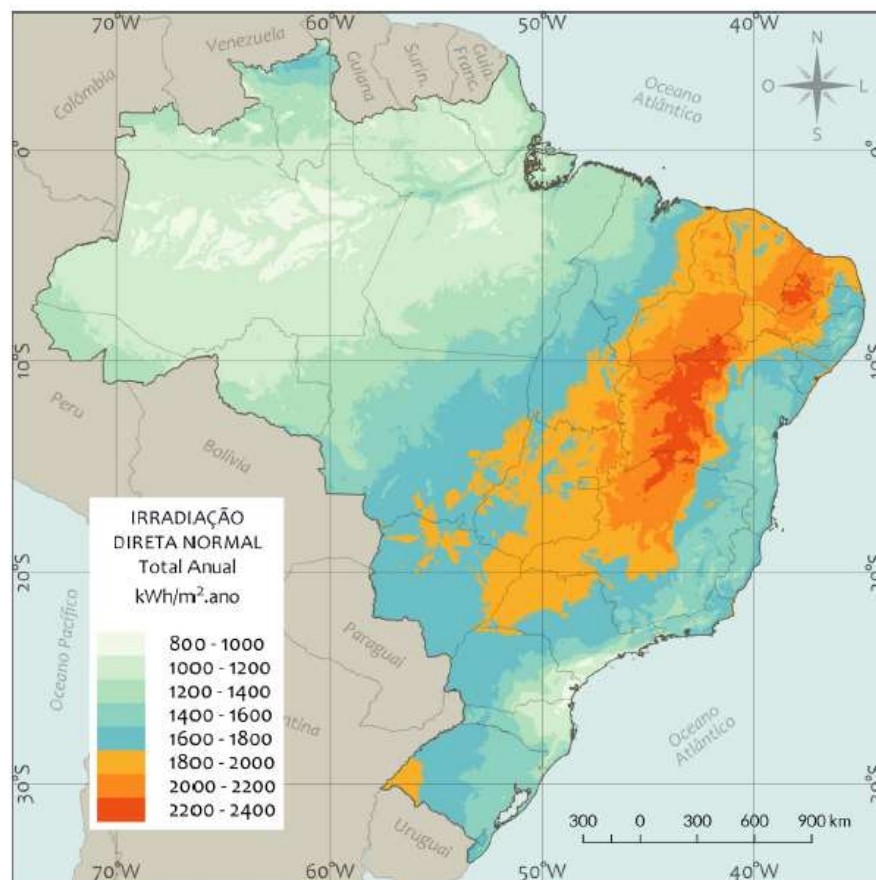 70°W
60°W
50°W
40°W
Venezuela
Colômbia
Guiana
Surin.
Guia.
Franc.
Oceano
Atlântico
N
O
L
S
0°
0°
10°S
10°S
Peru
Bolívia
IRRADIAÇÃO
DIRETA NORMAL
Total Anual
kWh/m².ano
800 - 1000
1000 - 1200
1200 - 1400
1400 - 1600
1600 - 1800
1800 - 2000
2000 - 2200
2200 - 2400
20°S
20°S
Oceano Pacífico
Paraguai
ntina
Oceano
Atlântico
30°S
30°S
Uruguai
300 0 300 600 900 km
70°W
60°W
50°W
40°W